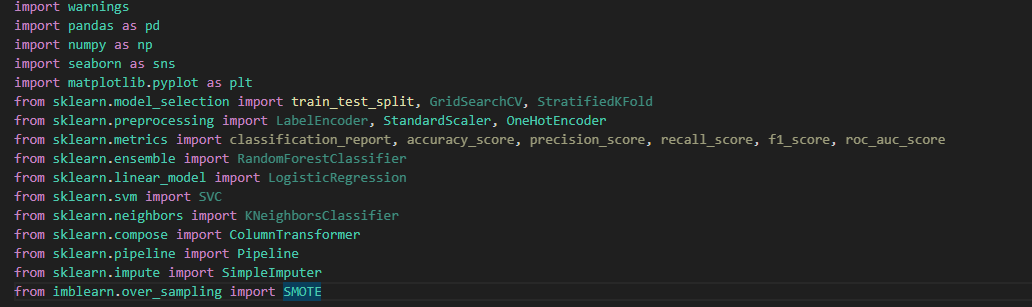 import warnings
import pandas as pd
import numpy as np
import seaborn as sns
import matplotlib.pyplot as plt
from sklearn.model_selection import train_test_split, GridSearchCV, StratifiedKFold
from sklearn.preprocessing import LabelEncoder, StandardScaler, OneHotEncoder
from sklearn.metrics import classification_report, accuracy_score, precision_score, recall_score, f1_score, roc_auc_score
from sklearn.ensemble import RandomForestClassifier
from sklearn.linear_model import LogisticRegression
from sklearn.svm import SVC
from sklearn.neighbors import KNeighborsClassifier
from sklearn.compose import ColumnTransformer
from sklearn.pipeline import Pipeline
from sklearn.impute import SimpleImputer
from imblearn.over_sampling import SMOTE